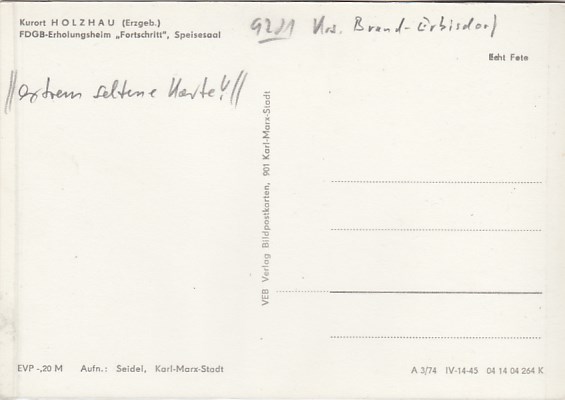 Kurort HOLZHAU (Erzgeb.)
FDGB-Erholungsheim „Fortschritt", Speisesaal
9221 Krs. Brand-Erbisdorf
Echt Foto
//extrem seltene Karte!//
VEB Verlag Bildpostkarten, 901 Karl-Marx-Stadt
EVP -,20 M Aufn.: Seidel, Karl-Marx-Stadt
A 3/74 IV-14-45 04 14 04 264 K